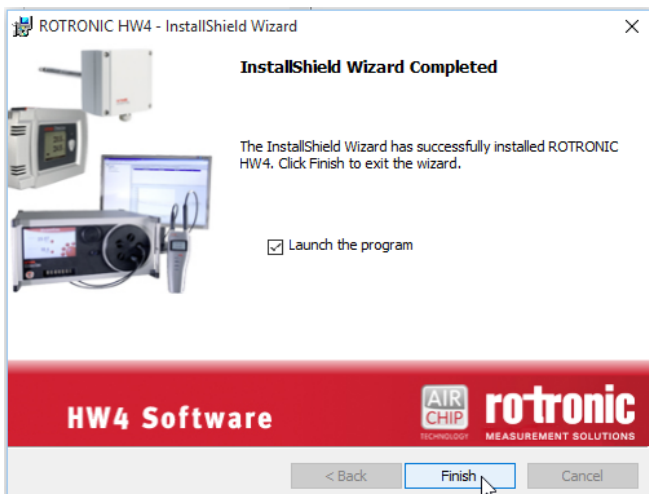 ROTRONIC HW4 - InstallShield Wizard
InstallShield Wizard Completed
The InstallShield Wizard has successfully installed ROTRONIC
HW4. Click Finish to exit the wizard.
Launch the program
HW4 Software
AIR
CHIP
TECHNOLOGY
rotronic
MEASUREMENT SOLUTIONS
< Back
Finish
Cancel